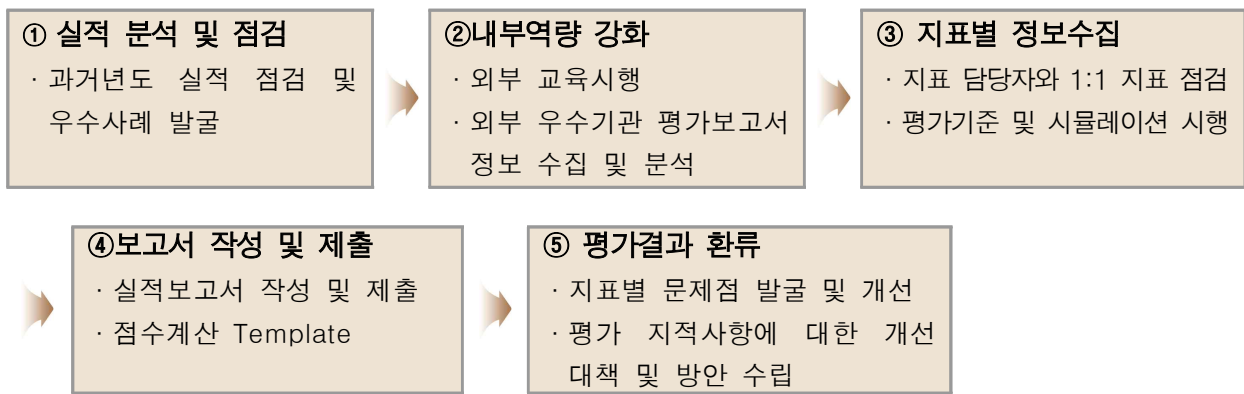 ① 실적 분석 및 점검
· 과거년도 실적 점검 및
우수사례 발굴
②내부역량 강화
· 외부 교육시행
· 외부 우수기관 평가보고서
정보 수집 및 분석
③ 지표별 정보수집
· 지표 담당자와 1:1 지표 점검
· 평가기준 및 시뮬레이션 시행
④보고서 작성 및 제출
· 실적보고서 작성 및 제출
· 점수계산 Template
⑤ 평가결과 환류
· 지표별 문제점 발굴 및 개선
· 평가 지적사항에 대한 개선
대책 및 방안 수립